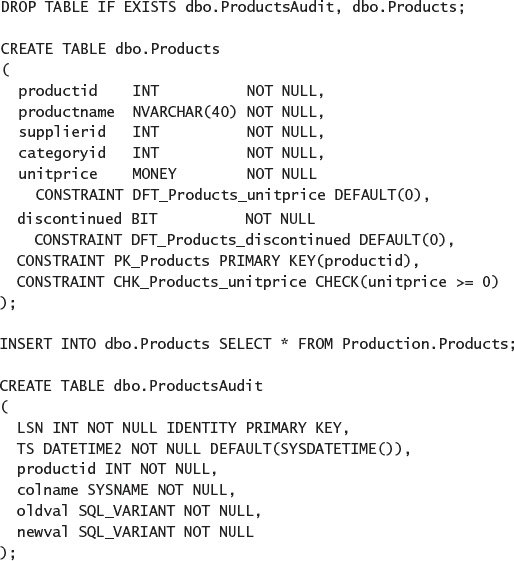 DROP TABLE IF EXISTS dbo.ProductsAudit, dbo.Products;
CREATE TABLE dbo.Products
(
productid INT NOT NULL,
productname NVARCHAR(40) NOT NULL,
supplierid INT NOT NULL,
categoryid INT NOT NULL,
unitprice MONEY NOT NULL
CONSTRAINT DFT_Products_unitprice DEFAULT(0),
discontinued BIT NOT NULL
CONSTRAINT DFT_Products_discontinued DEFAULT(0),
CONSTRAINT PK_Products PRIMARY KEY(productid),
CONSTRAINT CHK_Products_unitprice CHECK(unitprice >= 0)
);
INSERT INTO dbo.Products SELECT * FROM Production.Products;
CREATE TABLE dbo.ProductsAudit
(
LSN INT NOT NULL IDENTITY PRIMARY KEY,
TS DATETIME2 NOT NULL DEFAULT(SYSDATETIME()),
productid INT NOT NULL,
colname SYSNAME NOT NULL,
oldval SQL_VARIANT NOT NULL,
newval SQL_VARIANT NOT NULL
);